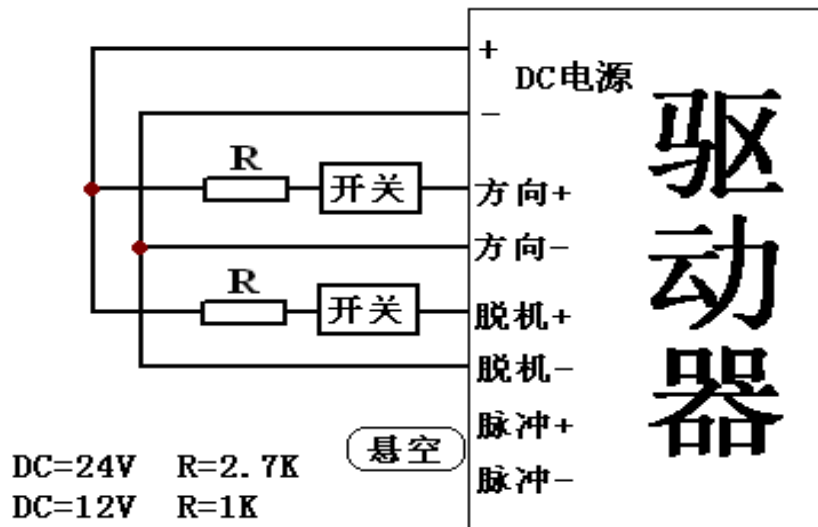 +
DC电源
-
R
开关
方向+
方向-
R
开关
脱机+
脱机-
脉冲+
悬空
脉冲-
DC=24V R=2.7K
DC=12V R=1K
驱动器